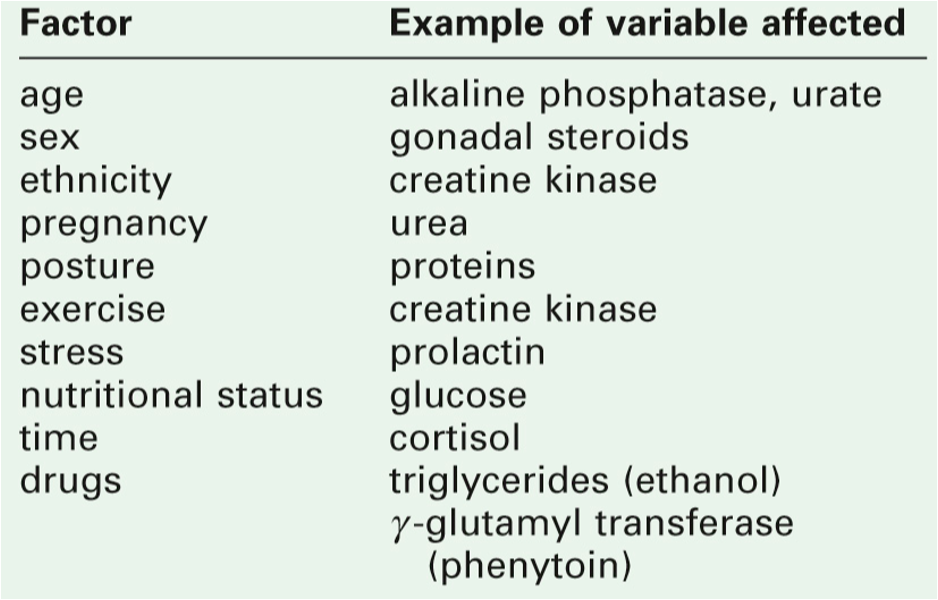 Factor Example of variable affected
age alkaline phosphatase, urate
sex gonadal steroids
ethnicity creatine kinase
pregnancy urea
posture proteins
exercise creatine kinase
stress prolactin
nutritional status glucose
time cortisol
drugs triglycerides (ethanol)
γ-glutamyl transferase
(phenytoin)